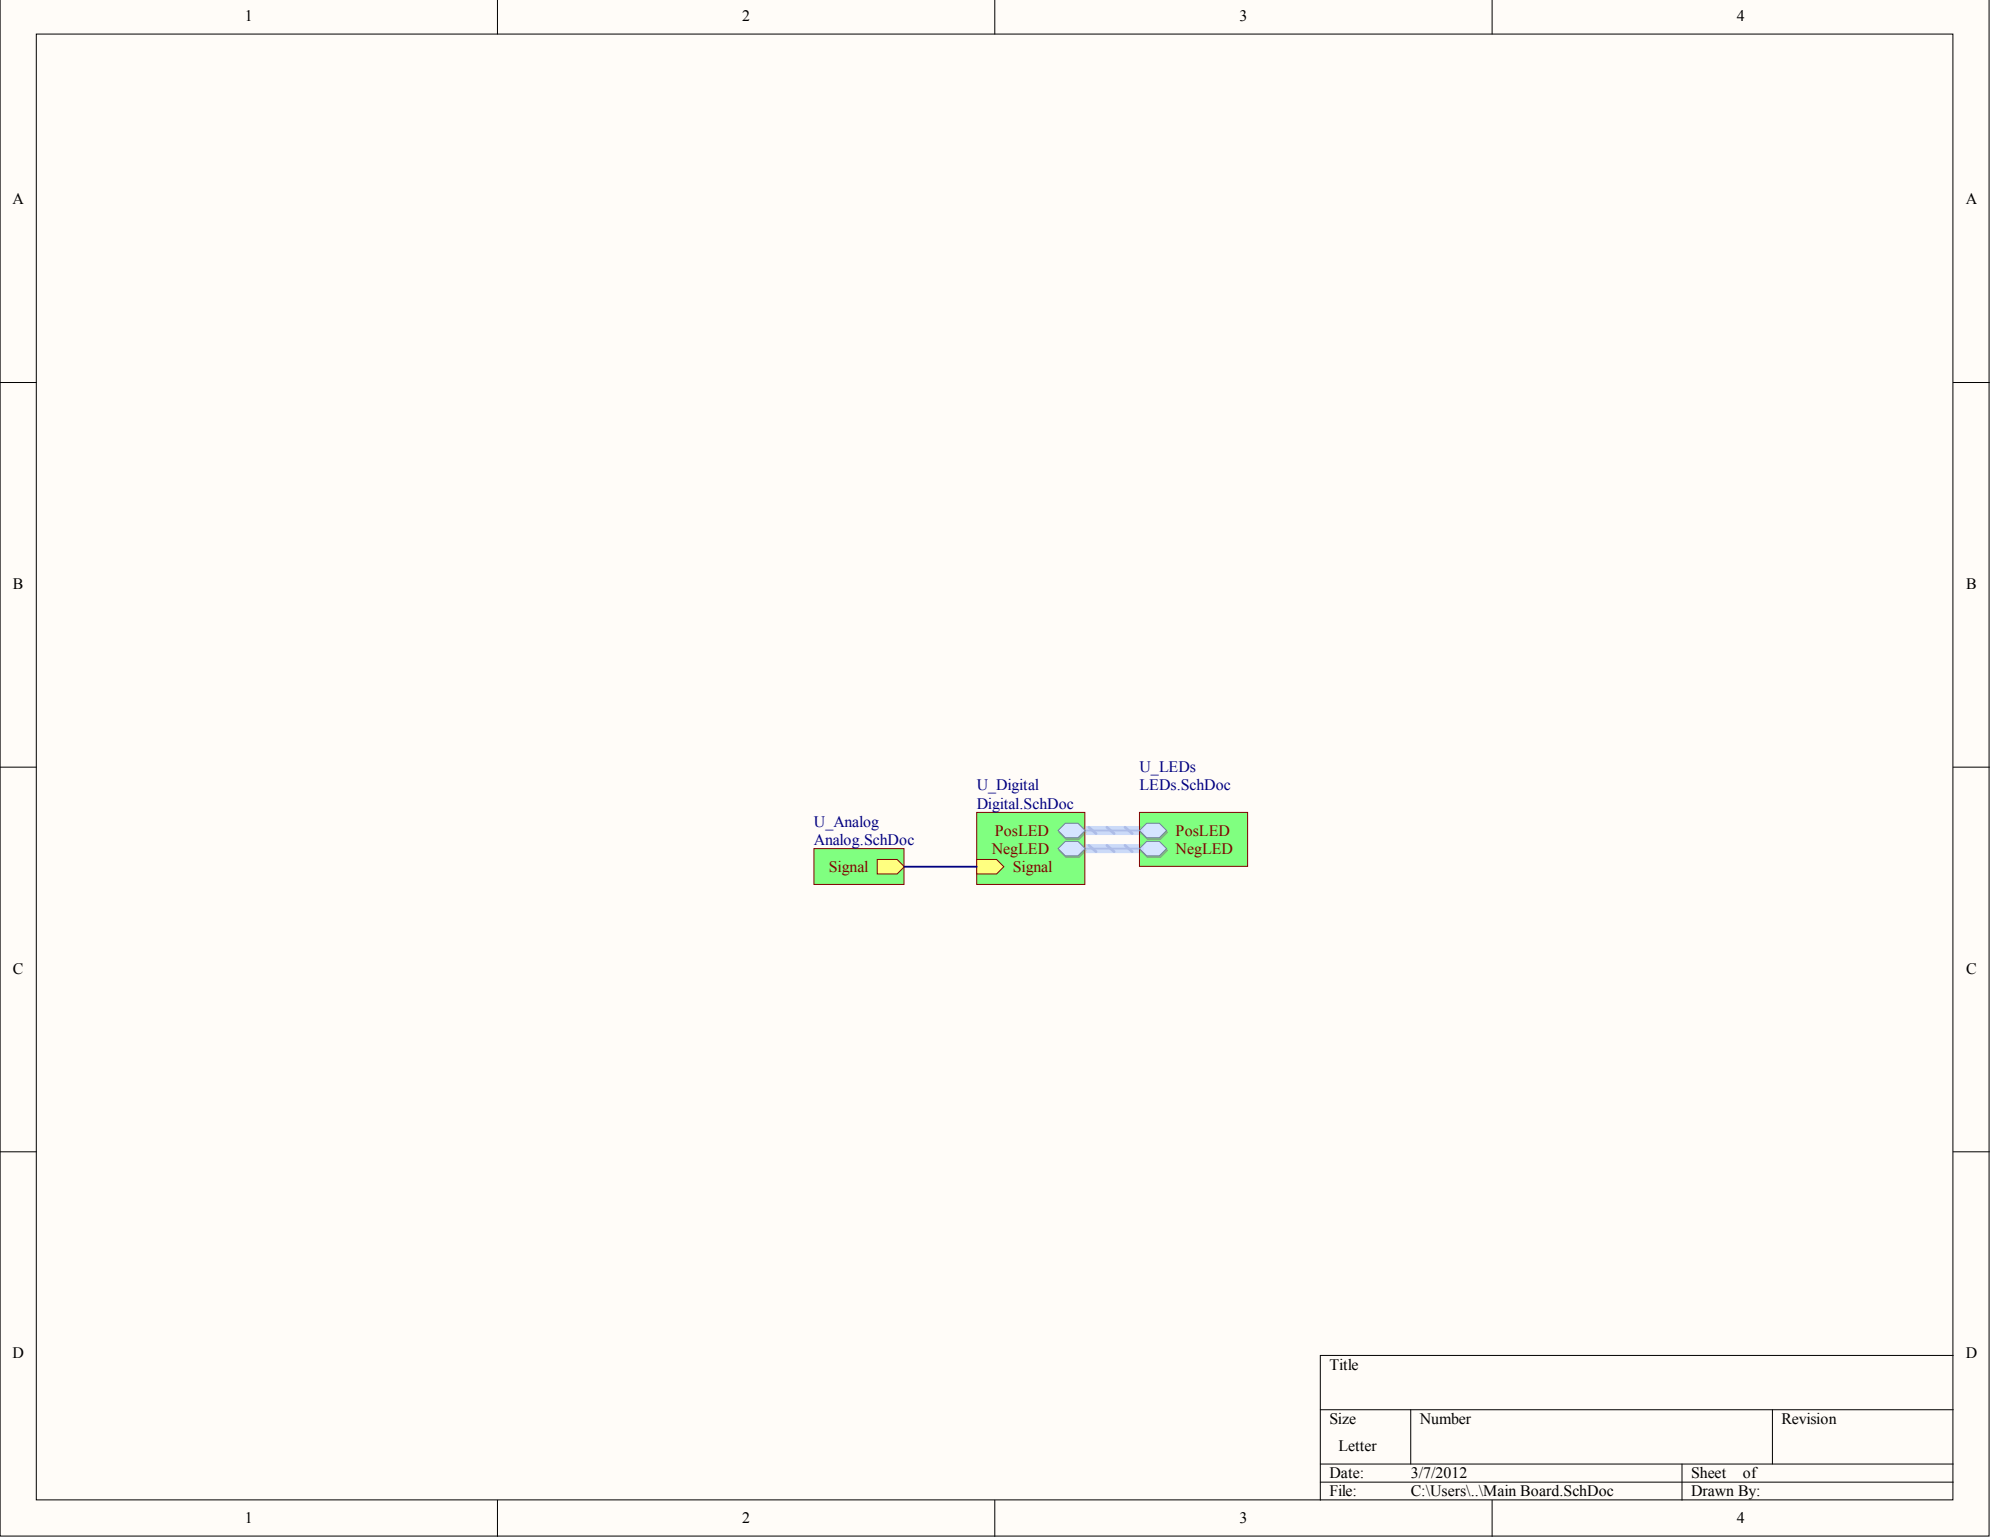 1 2 3 4
A A
B B
U_LEDs
LEDs.SchDoc
U_Digital
Digital.SchDoc
U_Analog
Analog.SchDoc
PosLED PosLED
NegLED NegLED
Signal Signal
C C
D D
Title
Size Number Revision
Letter
Date: 3/7/2012 Sheet of
File: C:\Users\..\Main Board.SchDoc Drawn By:
1 2 3 4